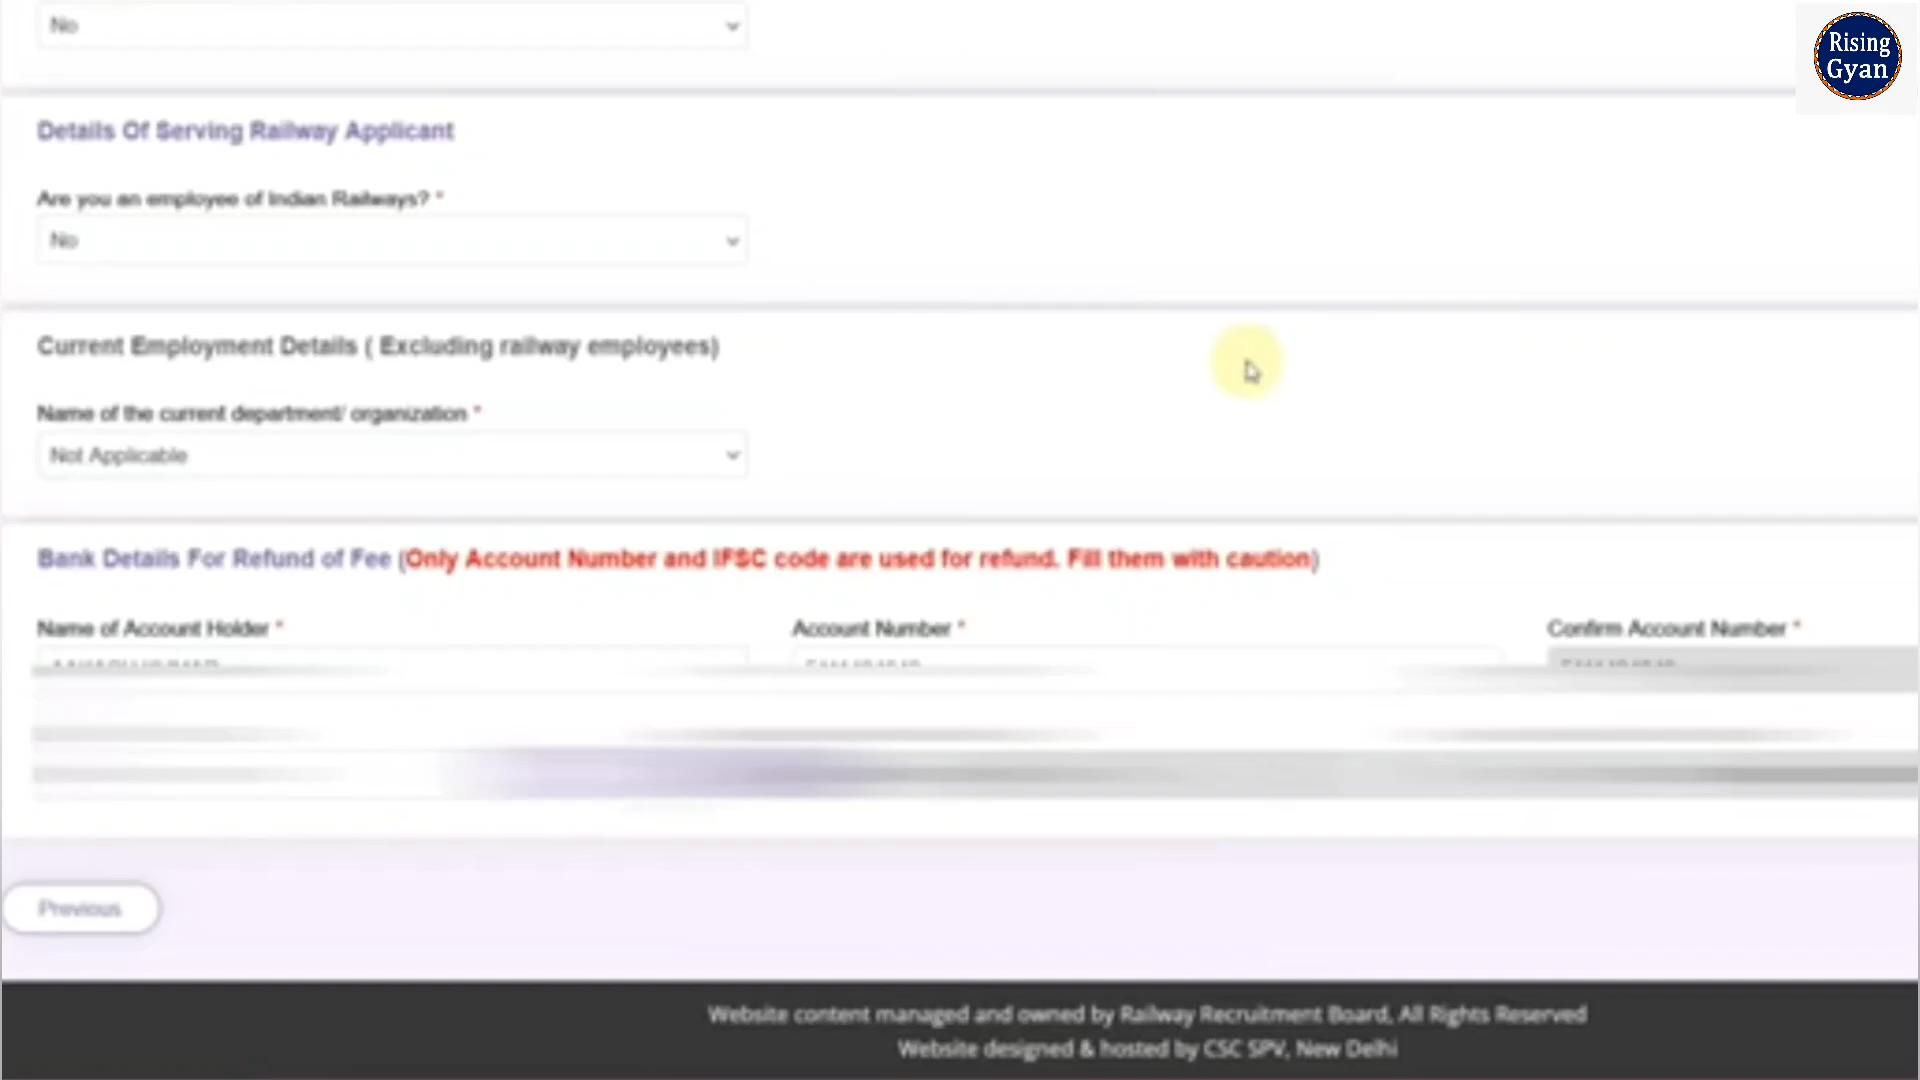 Rising
Gyan
No
Details Of Serving Railway Applicant
Are you an employee of Indian Railways? *
No
Current Employment Details ( Excluding railway employees)
Name of the current department/ organization *
Not Applicable
Bank Details For Refund of Fee (Only Account Number and IFSC code are used for refund. Fill them with caution)
Name of Account Holder * Account Number * Confirm Account Number *
Previous
Website content managed and owned by Railway Recruitment Board, All Rights Reserved
Website designed & hosted by CSC SPV, New Delhi